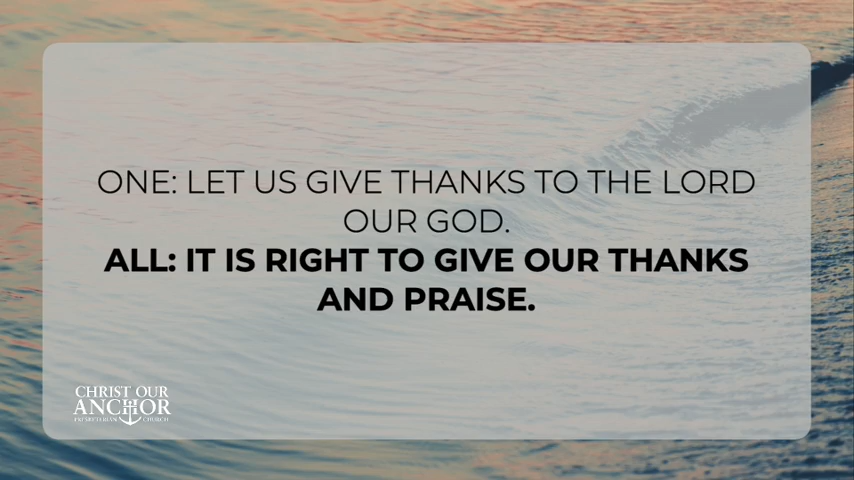 ONE: LET US GIVE THANKS TO THE LORD
OUR GOD.
ALL: IT IS RIGHT TO GIVE OUR THANKS
AND PRAISE.
CHRIST OUR
ANCHOR
PRESBYTERIAN CHURCH